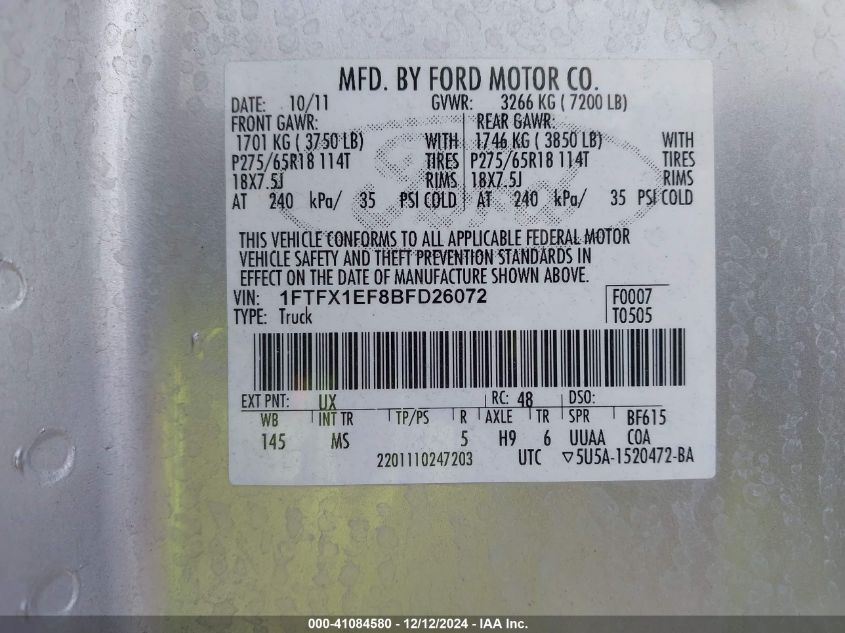 MFD. BY FORD MOTOR CO.
DATE: 10/11 GVWR: 3266 KG ( 7200 LB)
FRONT GAWR: REAR GAWR:
1701 KG ( 3750 LB) WITH 1746 KG ( 3850 LB) WITH
P275/65R18 114T TIRES P275/65R18 114T TIRES
18X7.5J RIMS 18X7.5J RIMS
AT 240 kPa/ 35 PSI COLD AT 240 kPa/ 35 PSI COLD
THIS VEHICLE CONFORMS TO ALL APPLICABLE FEDERAL MOTOR
VEHICLE SAFETY AND THEFT PREVENTION STANDARDS IN
EFFECT ON THE DATE OF MANUFACTURE SHOWN ABOVE.
VIN: 1FTFX1EF8BFD26072 F0007
TYPE: Truck T0505
EXT PNT: UX RC: 48 DSO:
WB INT TR TP/PS R AXLE TR SPR BF615
145 MS 5 H9 6 UUAA COA
2201110247203 UTC ▽5U5A-1520472-BA
000-41084580 - 12/12/2024 - IAA Inc.